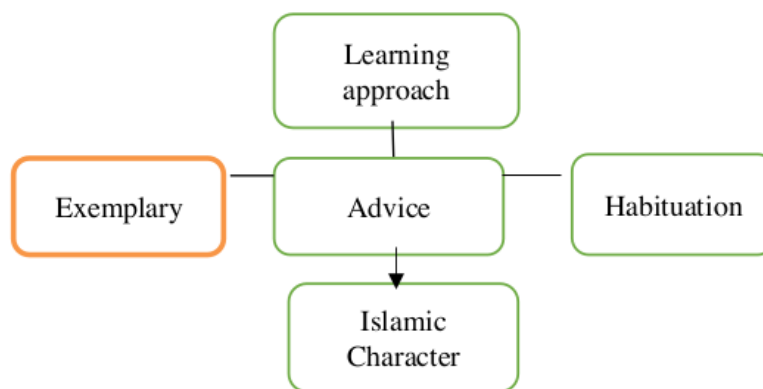 Learning
approach
Exemplary
Advice
Habituation
Islamic
Character